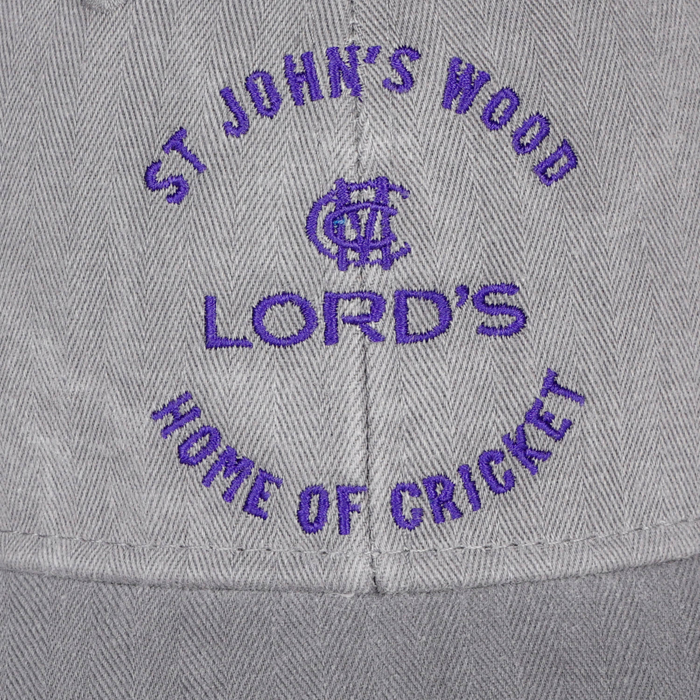 ST JOHN'S WOOD
MCC
LORD'S
HOME OF CRICKET